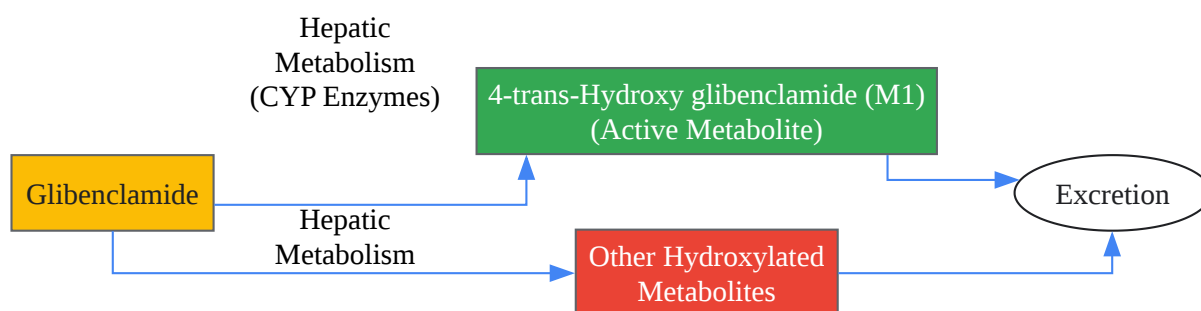 Hepatic
Metabolism
(CYP Enzymes)
4-trans-Hydroxy glibenclamide (M1)
(Active Metabolite)
Glibenclamide
Excretion
Hepatic
Metabolism
Other Hydroxylated
Metabolites